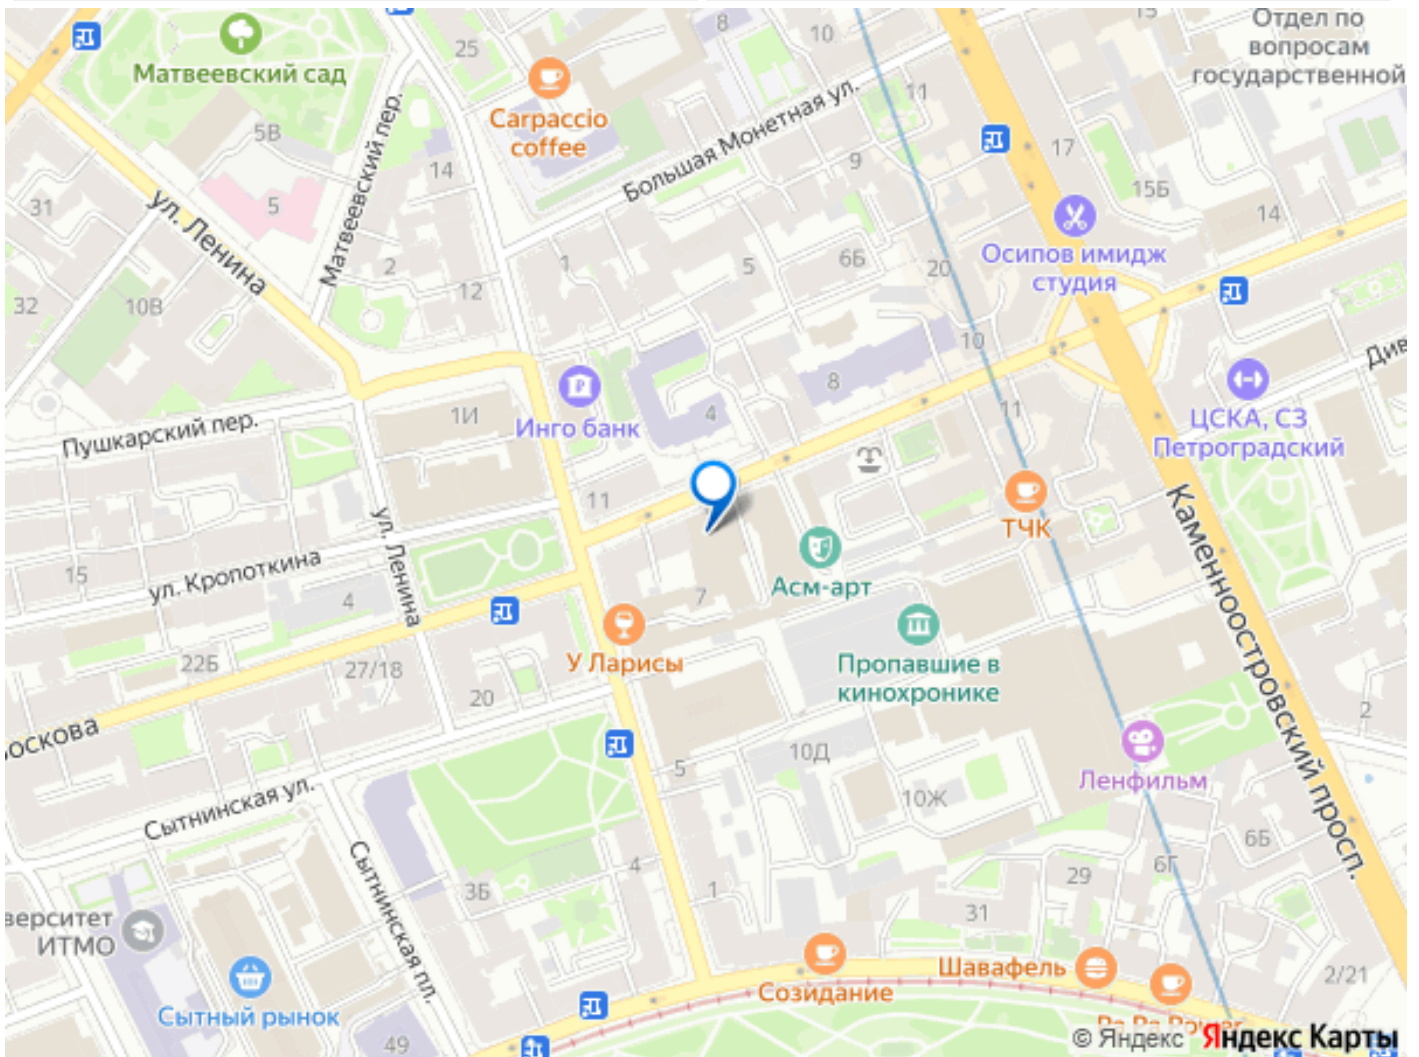 8
10
15
Отдел по
вопросам
государственной
25
Матвеевский сад
Carpaccio
coffee
Большая Монетная ул.
11
17
5В
Матвеевский пер.
14
9
15Б
31
5
ул. Ленина
14
Осипов имидж
студия
2
1
5
6Б
20
32
10В
12
10
Див
8
Инго банк
1И
4
11
ЦСКА, СЗ
Петроградский
Пушкарский пер.
11
ТЧК
ул. Ленина
Каменноостровский просп.
15
ул. Кропоткина
4
7
Асм-арт
У Ларисы
Пропавшие в
кинохронике
22Б
27/18
20
2
роскова
10Д
5
Ленфильм
10Ж
Сытнинская ул.
6Б
6Г
4
29
3Б
1
31
Сытнинская пл.
верситет
ИТМО
Шавафель
2/21
Созидание
Сытный рынок
49
© Яндекс Яндекс Карты